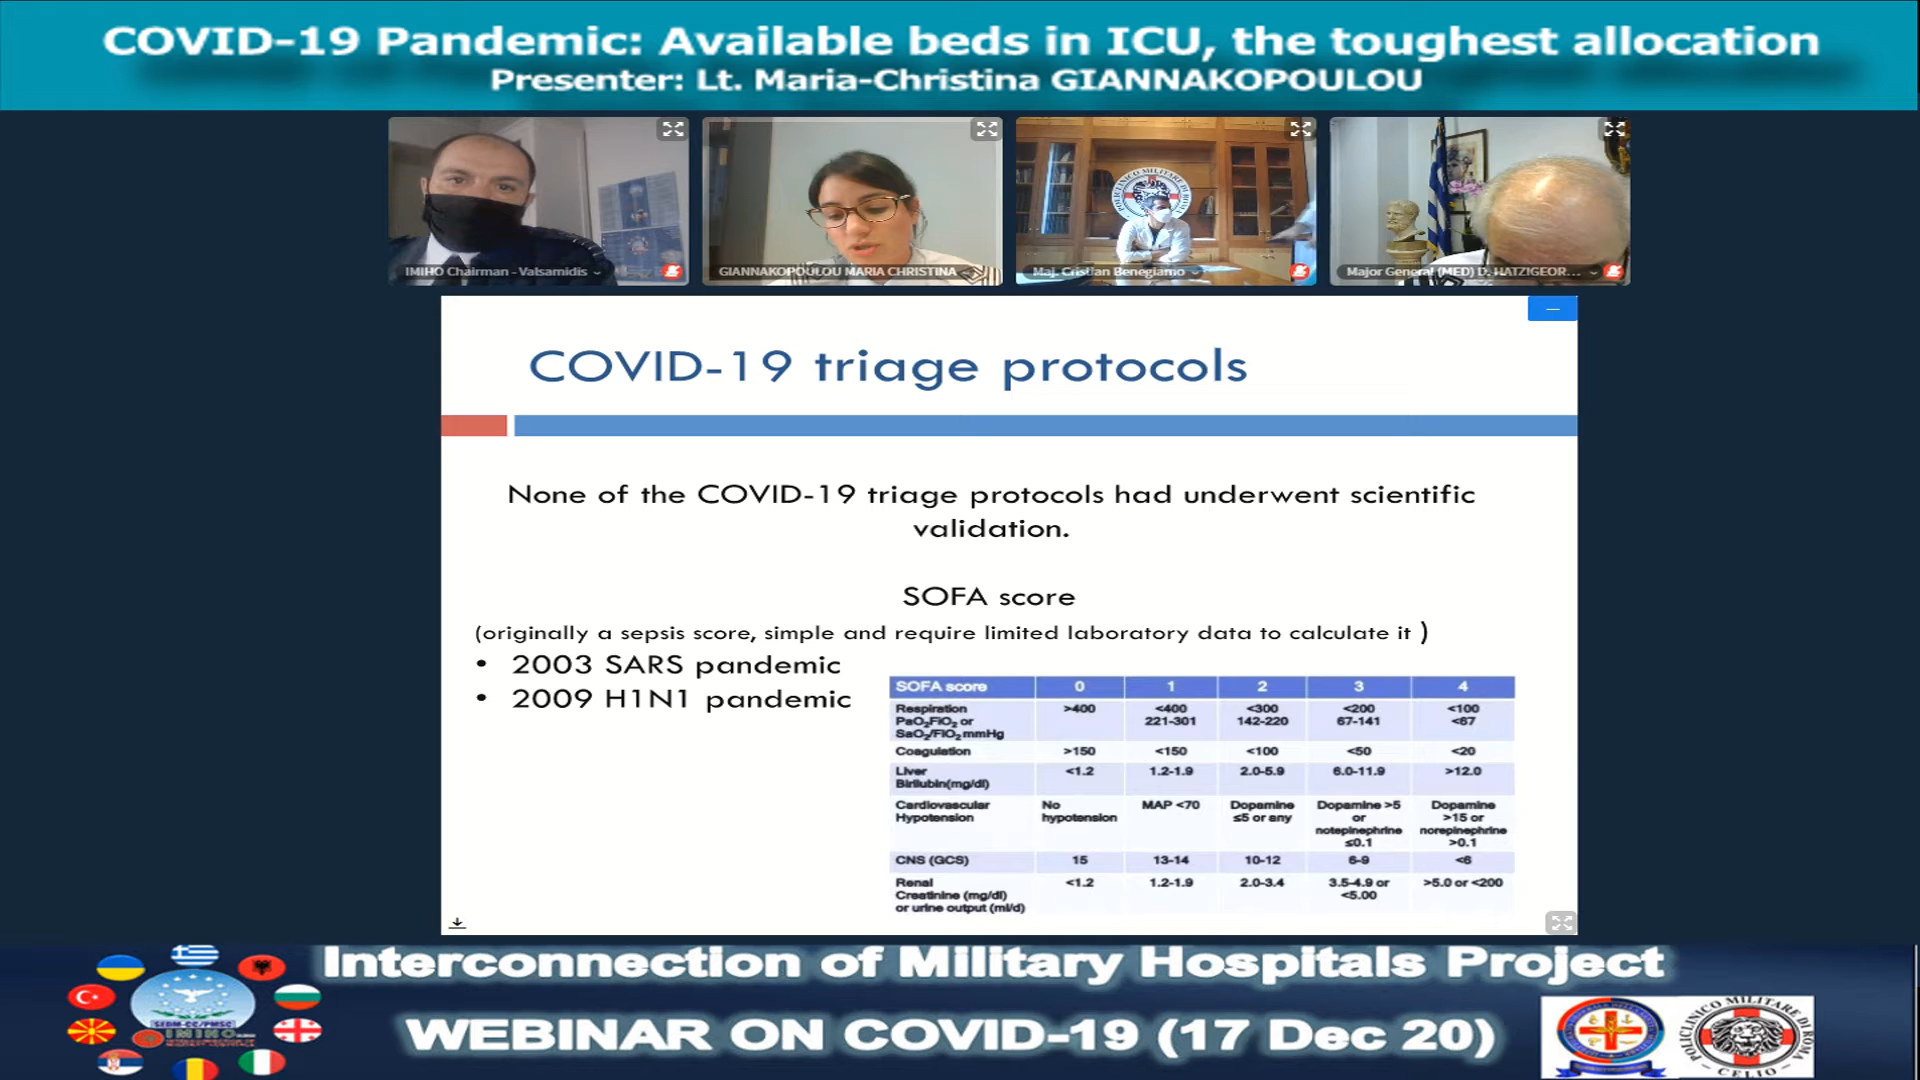 COVID-19 Pandemic: Available beds in ICU, the toughest allocation
Presenter: Lt. Maria-Christina GIANNAKOPOULOU
IMIHO Chairman - Valsamidis
GIANNAKOPOULOU MARIA CHRISTINA
Maj. Cristian Benegiamo
Major General (MED) D. HATZIGEOR...
POLICLINICO MILITARE DI ROMA
COVID-19 triage protocols
None of the COVID-19 triage protocols had underwent scientific
validation.
SOFA score
(originally a sepsis score, simple and require limited laboratory data to calculate it )
• 2003 SARS pandemic
• 2009 H1N1 pandemic
SOFA score 0 1 2 3 4
Respiration >400 <400 <300 <200 <100
PaO2FiO2 or 221-301 142-220 67-141 <67
SaO2/FiO2 mmHg
Coagulation >150 <150 <100 <50 <20
Liver <1.2 1.2-1.9 2.0-5.9 6.0-11.9 >12.0
Birilubin(mg/dl)
Cardiovascular No MAP <70 Dopamine Dopamine >5 Dopamine
Hypotension hypotension ≤5 or any or >15 or
notepinephrine norepinephrine
≤0.1 >0.1
CNS (GCS) 15 13-14 10-12 6-9 <6
Renal <1.2 1.2-1.9 2.0-3.4 3.5-4.9 or >5.0 or <200
Creatinine (mg/dl) <5.00
or urine output (ml/d)
Interconnection of Military Hospitals Project
WEBINAR ON COVID-19 (17 Dec 20)
SEDM-CC/PMSC
IMIHO
POLICLINICO MILITARE DI ROMA
CELIO